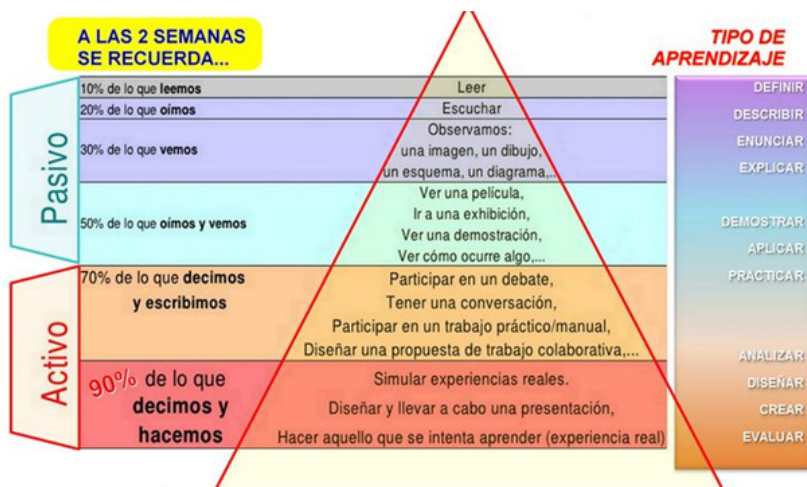 A LAS 2 SEMANAS
SE RECUERDA...
TIPO DE
APRENDIZAJE
Pasivo
10% de lo que leemos
Leer
20% de lo que oímos
Escuchar
30% de lo que vemos
Observamos:
una imagen, un dibujo,
un esquema, un diagrama,...
50% de lo que oímos y vemos
Ver una película,
Ir a una exhibición,
Ver una demostración,
Ver cómo ocurre algo,...
Activo
70% de lo que decimos
y escribimos
Participar en un debate,
Tener una conversación,
Participar en un trabajo práctico/manual,
Diseñar una propuesta de trabajo colaborativa,...
90% de lo que
decimos y
hacemos
Simular experiencias reales.
Diseñar y llevar a cabo una presentación,
Hacer aquello que se intenta aprender (experiencia real)
DEFINIR
DESCRIBIR
ENUNCIAR
EXPLICAR
DEMOSTRAR
APLICAR
PRACTICAR
ANALIZAR
DISEÑAR
CREAR
EVALUAR